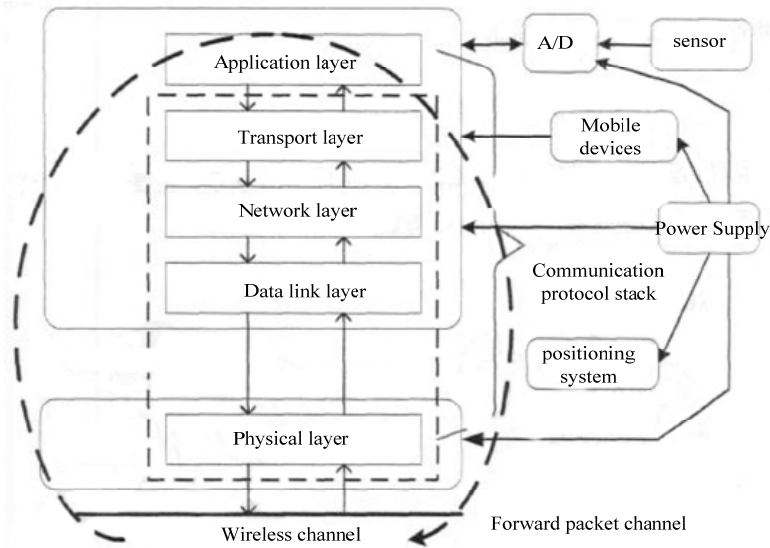 Application layer
A/D
sensor
Transport layer
Mobile
devices
Network layer
Power Supply
Communication
protocol stack
Data link layer
positioning
system
Physical layer
Wireless channel
Forward packet channel